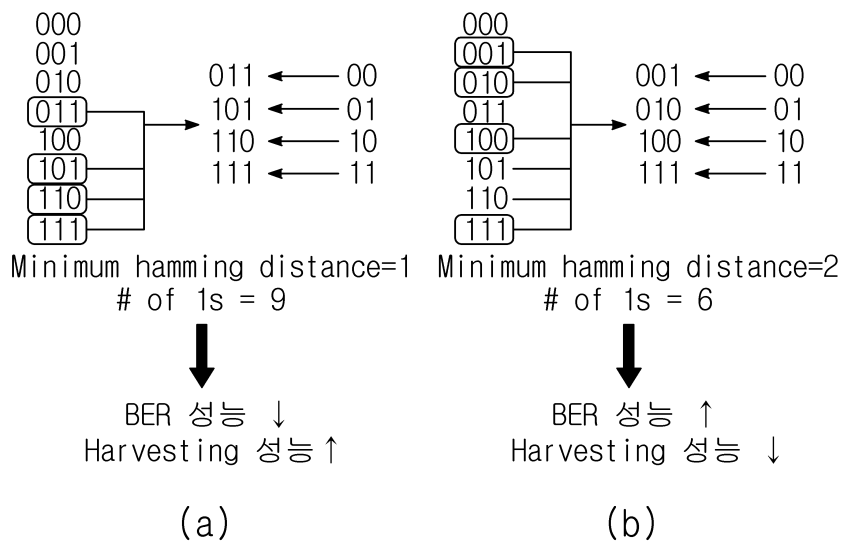 000
001
010
011
100
101
110
111
011 ← 00
101 ← 01
110 ← 10
111 ← 11
Minimum hamming distance=1
# of 1s = 9
BER 성능 ↓
Harvesting 성능↑
(a)
000
001
010
011
100
101
110
111
001 ← 00
010 ← 01
100 ← 10
111 ← 11
Minimum hamming distance=2
# of 1s = 6
BER 성능 ↑
Harvesting 성능 ↓
(b)